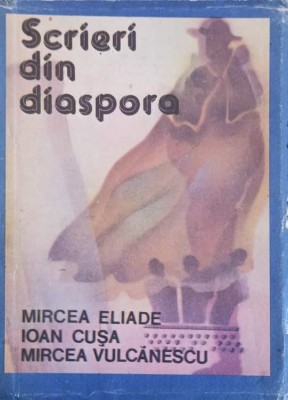 Scrieri
din
diaspora
MIRCEA ELIADE
IOAN CUȘA
MIRCEA VULCĂNESCU